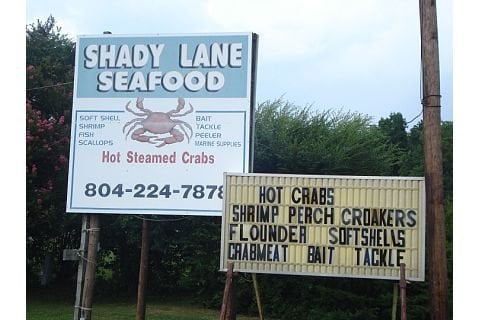 SHADY LANE
SEAFOOD
SOFT SHELL
SHRIMP
FISH
SCALLOPS
BAIT
TACKLE
PEELER
MARINE SUPPLIES
Hot Steamed Crabs
804-224-787
HOT CRABS
SHRIMP PERCH CROAKERS
FLOUNDER SOFTSHELLS
CRABMEAT BAIT TACKLE